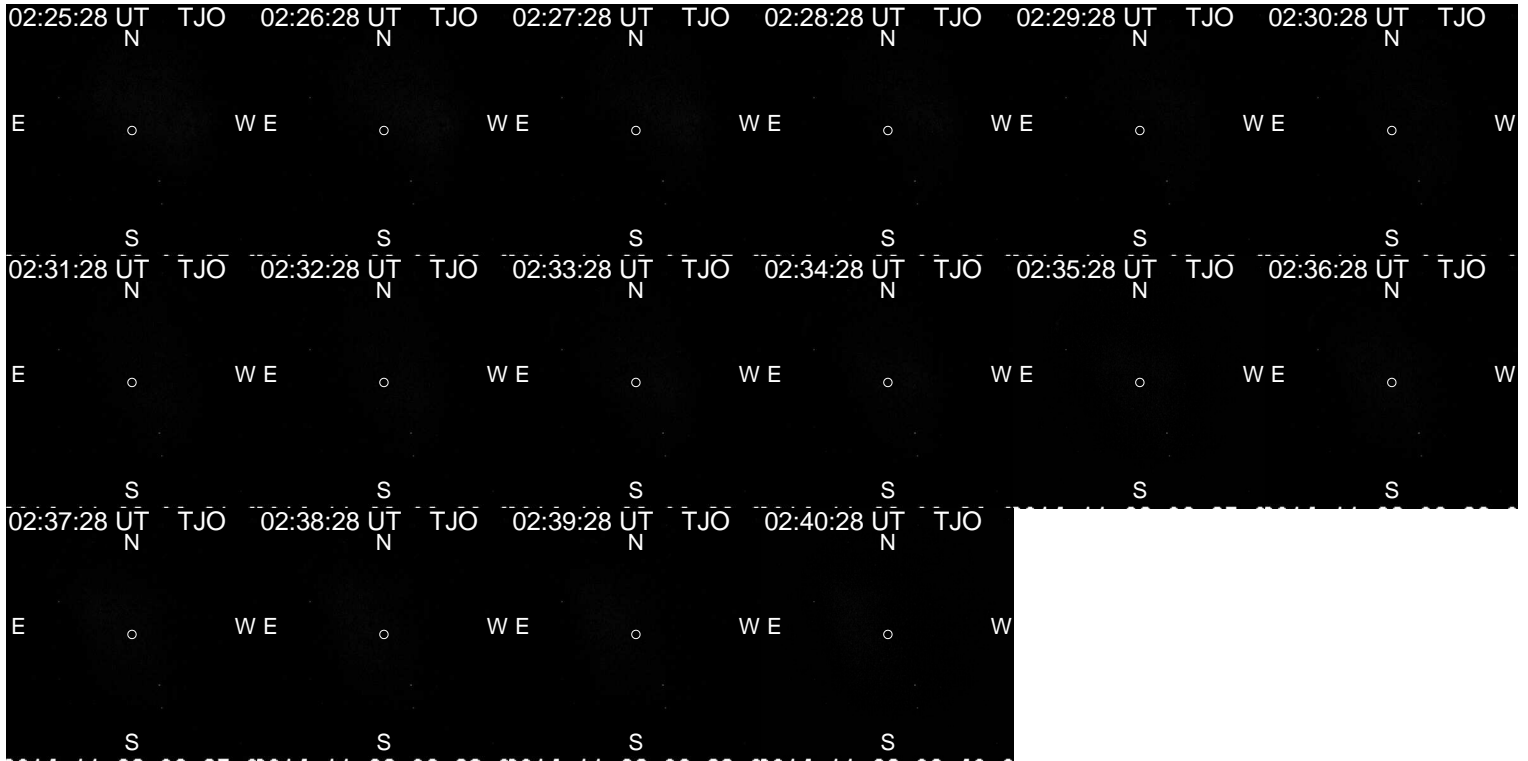 02:25:28 UT TJO 02:26:28 UT TJO 02:27:28 UT TJO 02:28:28 UT TJO 02:29:28 UT TJO 02:30:28 UT TJO
N N N N N N
E W E W E W E W E W E W
S S S S S S
02:31:28 UT TJO 02:32:28 UT TJO 02:33:28 UT TJO 02:34:28 UT TJO 02:35:28 UT TJO 02:36:28 UT TJO
N N N N N N
E W E W E W E W E W E W
S S S S S S
02:37:28 UT TJO 02:38:28 UT TJO 02:39:28 UT TJO 02:40:28 UT TJO
N N N N
E W E W E W E W
S S S S